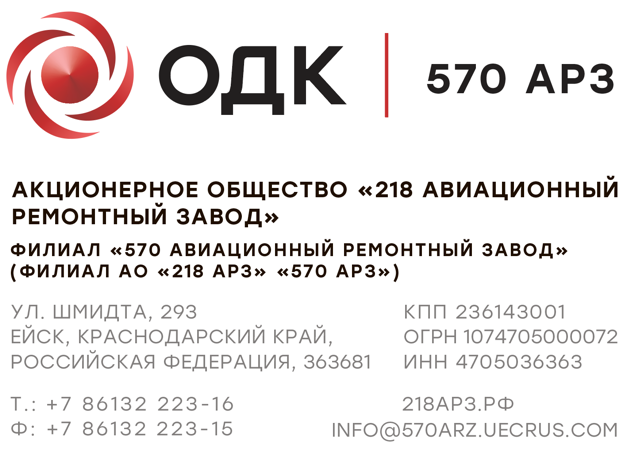 ОДК | 570 АРЗ
АКЦИОНЕРНОЕ ОБЩЕСТВО «218 АВИАЦИОННЫЙ
РЕМОНТНЫЙ ЗАВОД»
ФИЛИАЛ «570 АВИАЦИОННЫЙ РЕМОНТНЫЙ ЗАВОД»
(ФИЛИАЛ АО «218 АРЗ» «570 АРЗ»)
УЛ. ШМИДТА, 293
ЕЙСК, КРАСНОДАРСКИЙ КРАЙ,
РОССИЙСКАЯ ФЕДЕРАЦИЯ, 363681
КПП 236143001
ОГРН 1074705000072
ИНН 4705036363
Т.: +7 86132 223-16
Ф: +7 86132 223-15
218АРЗ.РФ
INFO@570ARZ.UECRUS.COM